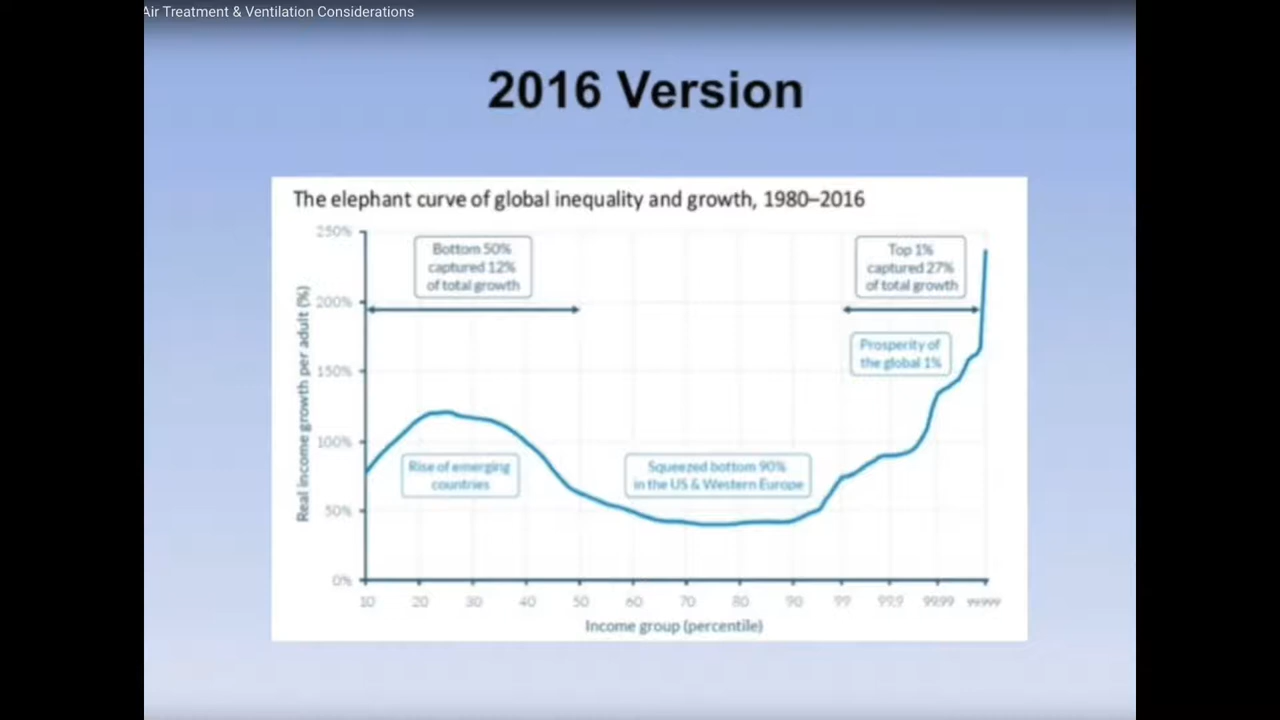 Air Treatment & Ventilation Considerations
2016 Version
The elephant curve of global inequality and growth, 1980–2016
250%
200%
150%
100%
50%
0%
Real income growth per adult (%)
Bottom 50%
captured 12%
of total growth
Top 1%
captured 27%
of total growth
Prosperity of
the global 1%
Rise of emerging
countries
Squeezed bottom 90%
in the US & Western Europe
10 20 30 40 50 60 70 80 90 99 99.9 99.99 99.999
Income group (percentile)